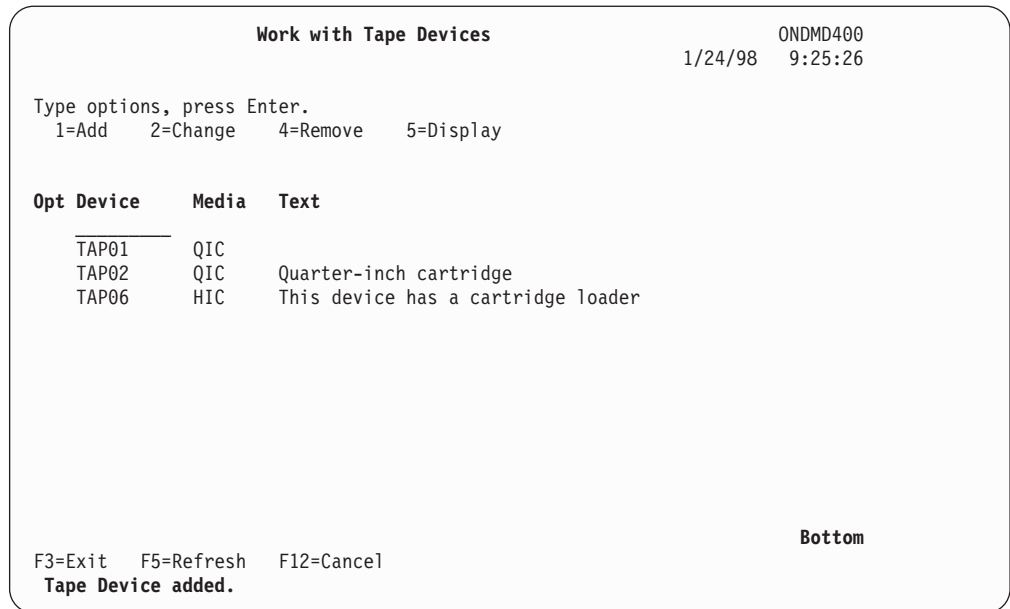 Work with Tape Devices ONDMD400
1/24/98 9:25:26
Type options, press Enter.
1=Add 2=Change 4=Remove 5=Display
Opt Device Media Text
_________
TAP01 QIC
TAP02 QIC Quarter-inch cartridge
TAP06 HIC This device has a cartridge loader
Bottom
F3=Exit F5=Refresh F12=Cancel
Tape Device added.